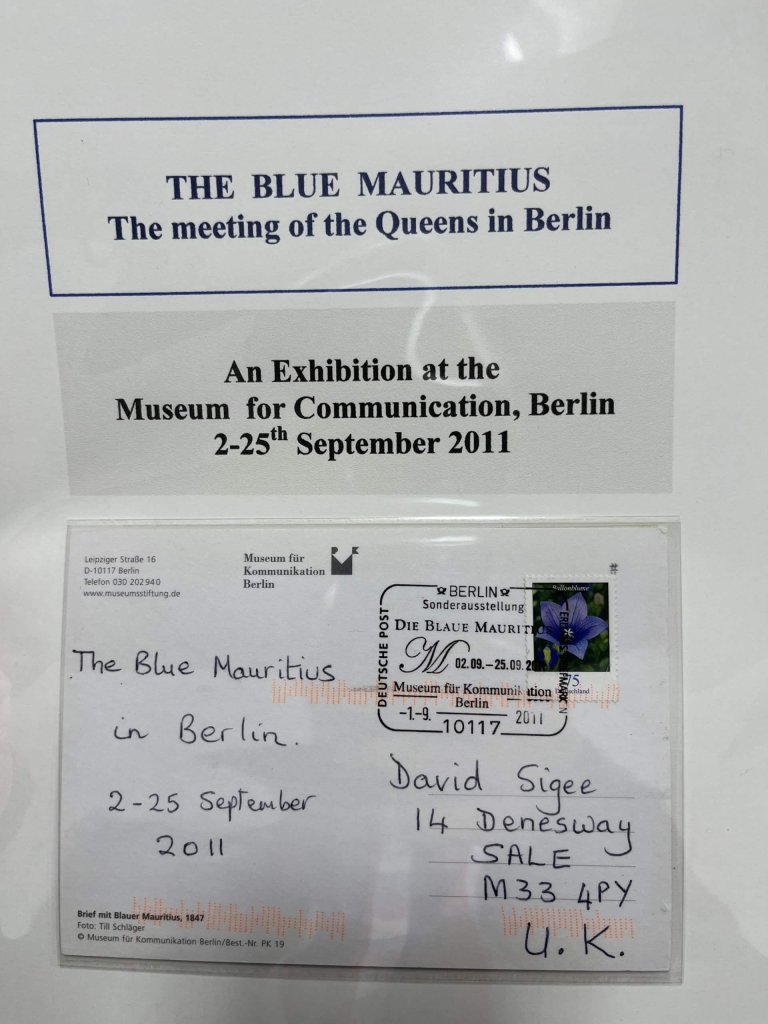 THE BLUE MAURITIUS
The meeting of the Queens in Berlin
An Exhibition at the
Museum for Communication, Berlin
2-25th September 2011
Leipziger Straße 16
D-10117 Berlin
Telefon 030 202 940
www.museumsstiftung.de
Museum für
Kommunikation
Berlin
#
Ballonblume
75
Deutschland
BERLIN
Sonderausstellung
DIE BLAUE MAURITIUS
M 02.09.–25.09.
Museum für Kommunikation
Berlin
–1.–9. 2011
10117
DEUTSCHE POST
The Blue Mauritius
in Berlin.
2-25 September
2011
David Sigee
14 Denesway
SALE
M33 4PY
U.K.
Brief mit Blauer Mauritius, 1847
Foto: Till Schläger
© Museum für Kommunikation Berlin/Best.-Nr. PK 19